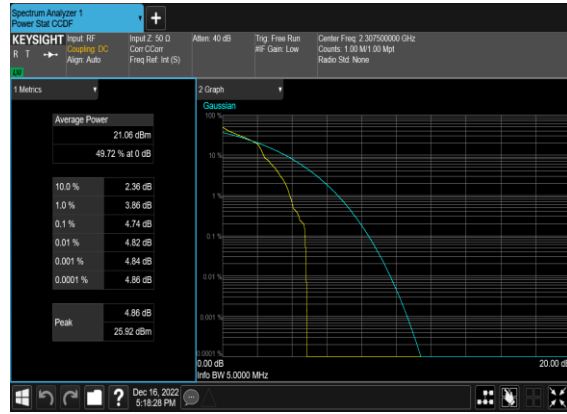 Spectrum Analyzer 1
Power Stat CCDF
+
KEYSIGHT
R T
LXI
Input: RF
Coupling: DC
Align: Auto
Input Z: 50 Ω
Corr CCorr
Freq Ref: Int (S)
Atten: 40 dB
Trig: Free Run
#IF Gain: Low
Center Freq: 2.307500000 GHz
Counts: 1.00 M/1.00 Mpt
Radio Std: None
1 Metrics
Average Power
21.06 dBm
49.72 % at 0 dB
10.0 % 2.36 dB
1.0 % 3.86 dB
0.1 % 4.74 dB
0.01 % 4.82 dB
0.001 % 4.84 dB
0.0001 % 4.86 dB
Peak
4.86 dB
25.92 dBm
2 Graph
Gaussian
100 %
10 %
1 %
0.1 %
0.01 %
0.001 %
0.0001 %
0.00 dB
20.00 dB
Info BW 5.0000 MHz
?
Dec 16, 2022
5:18:28 PM